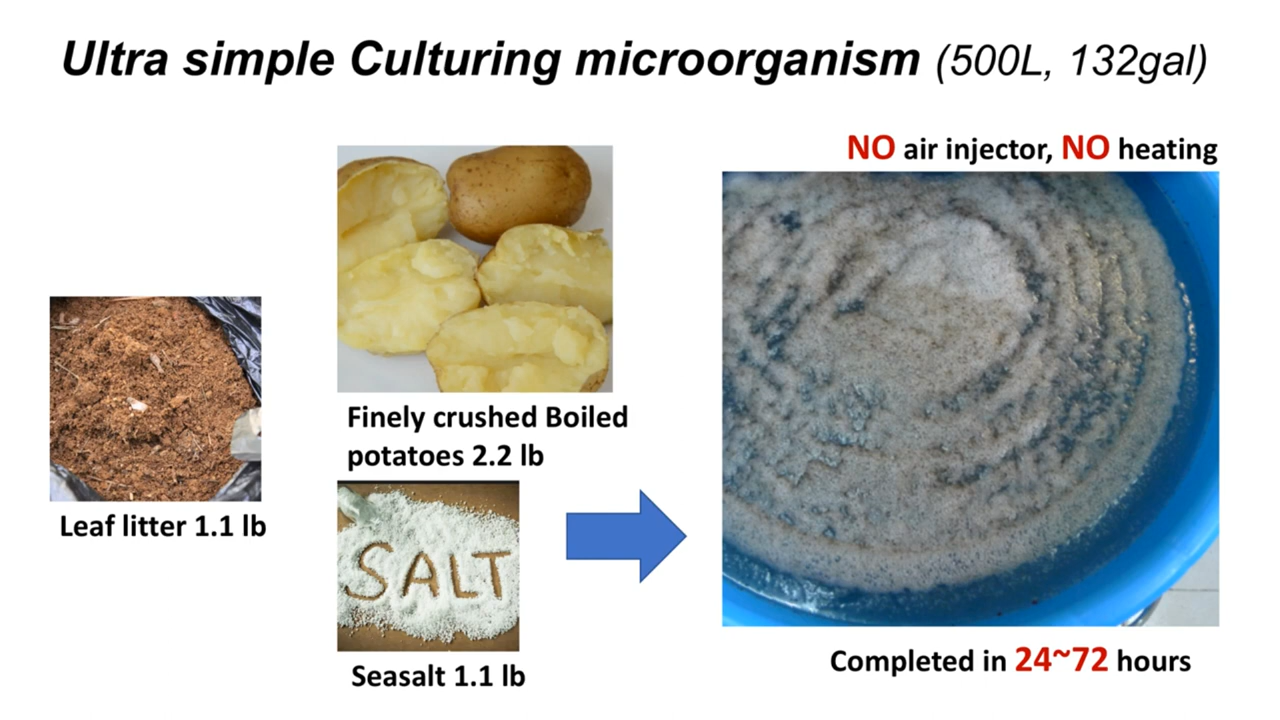 Ultra simple Culturing microorganism (500L, 132gal)
NO air injector, NO heating
Finely crushed Boiled
potatoes 2.2 lb
Leaf litter 1.1 lb
SALT
Seasalt 1.1 lb
Completed in 24~72 hours